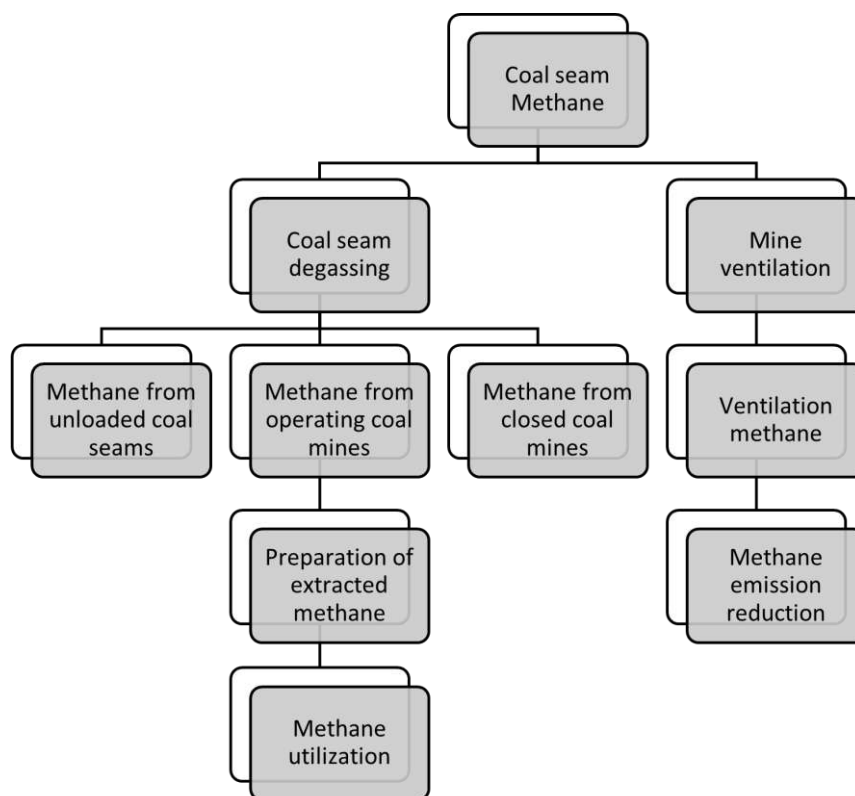 Coal seam
Methane
Coal seam
degassing
Mine
ventilation
Methane from
unloaded coal
seams
Methane from
operating coal
mines
Methane from
closed coal
mines
Ventilation
methane
Preparation of
extracted
methane
Methane
emission
reduction
Methane
utilization